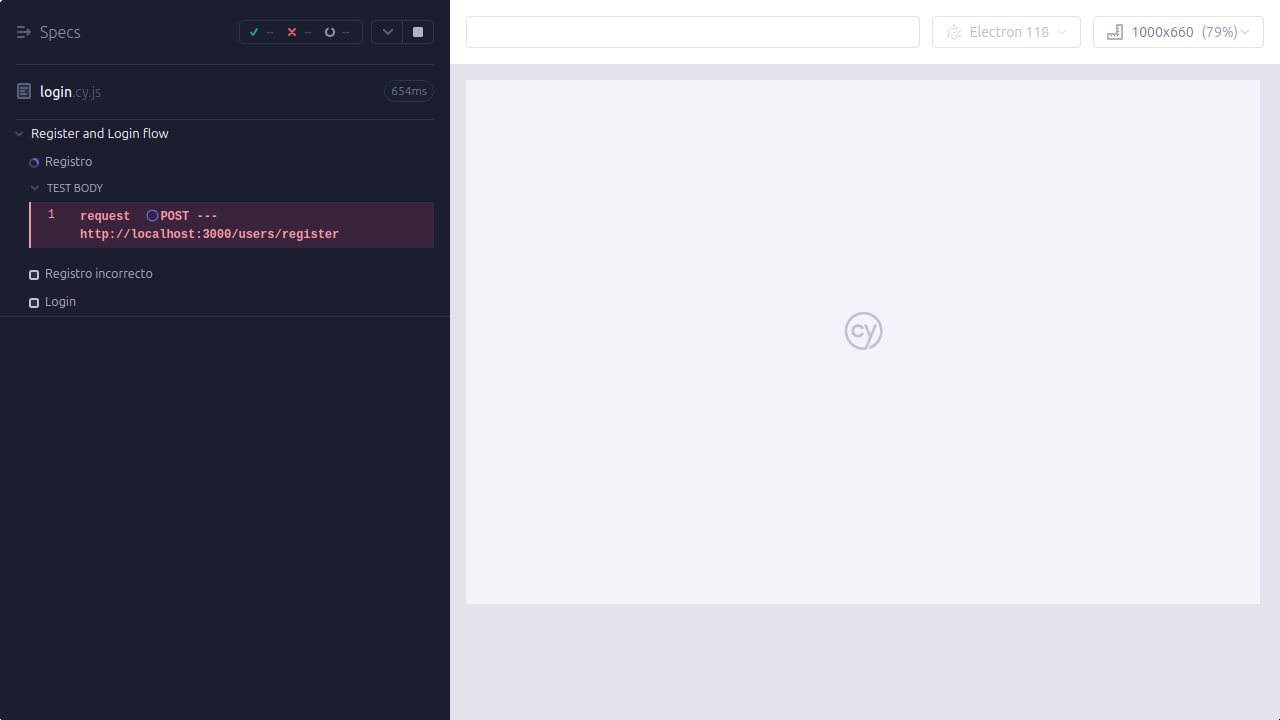 Specs
--
--
--
Electron 118
1000x660 (79%)
login.cy.js
654ms
Register and Login flow
Registro
TEST BODY
1 request POST ---
http://localhost:3000/users/register
Registro incorrecto
Login
cy